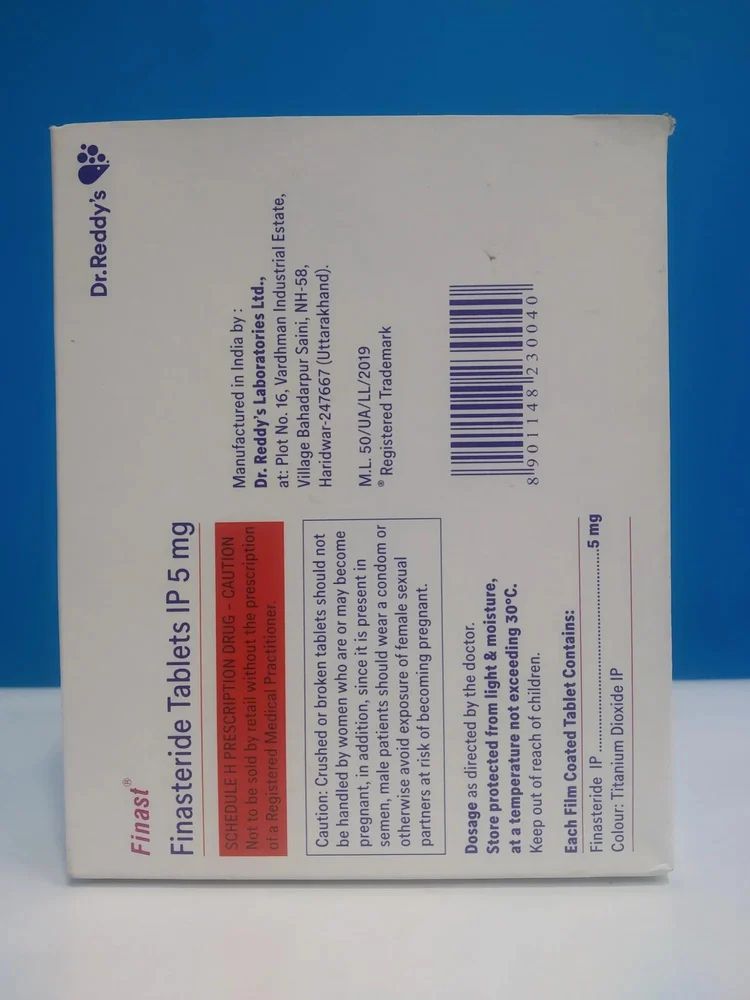 Finast®
Finasteride Tablets IP 5 mg
Dr.Reddy's
SCHEDULE H PRESCRIPTION DRUG - CAUTION
Not to be sold by retail without the prescription
of a Registered Medical Practitioner.
Caution: Crushed or broken tablets should not
be handled by women who are or may become
pregnant, in addition, since it is present in
semen, male patients should wear a condom or
otherwise avoid exposure of female sexual
partners at risk of becoming pregnant.
Dosage as directed by the doctor.
Store protected from light & moisture,
at a temperature not exceeding 30°C.
Keep out of reach of children.
Each Film Coated Tablet Contains:
Finasteride IP ........................................5 mg
Colour: Titanium Dioxide IP
Manufactured in India by :
Dr. Reddy's Laboratories Ltd.,
at: Plot No. 16, Vardhman Industrial Estate,
Village Bahadarpur Saini, NH-58,
Haridwar-247667 (Uttarakhand).
M.L. 50/UA/LL/2019
® Registered Trademark
8 901148 230040